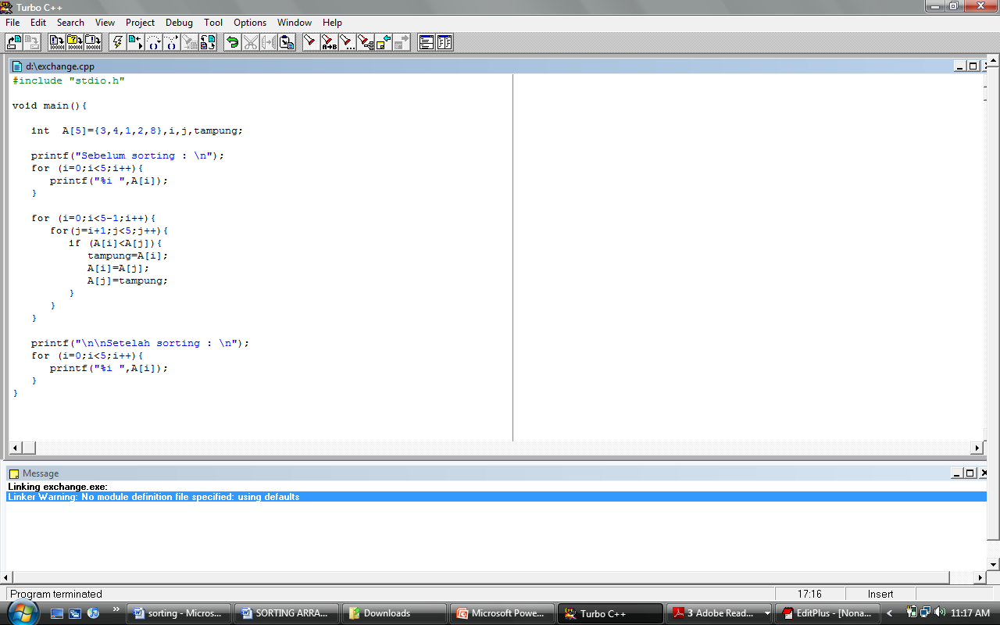 Turbo C++
File Edit Search View Project Debug Tool Options Window Help
d:\exchange.cpp
#include "stdio.h"
void main(){
int A[5]={3,4,1,2,8},i,j,tampung;
printf("Sebelum sorting : \n");
for (i=0;i<5;i++){
printf("%i ",A[i]);
}
for (i=0;i<5-1;i++){
for(j=i+1;j<5;j++){
if (A[i]<A[j]){
tampung=A[i];
A[i]=A[j];
A[j]=tampung;
}
}
}
printf("\n\nSetelah sorting : \n");
for (i=0;i<5;i++){
printf("%i ",A[i]);
}
}
Message
Linking exchange.exe:
Linker Warning: No module definition file specified: using defaults
Program terminated 17:16 Insert
sorting - Micros... SORTING ARRA... Downloads Microsoft Powe... Turbo C++ 3 Adobe Read... EditPlus - [Nona... 11:17 AM